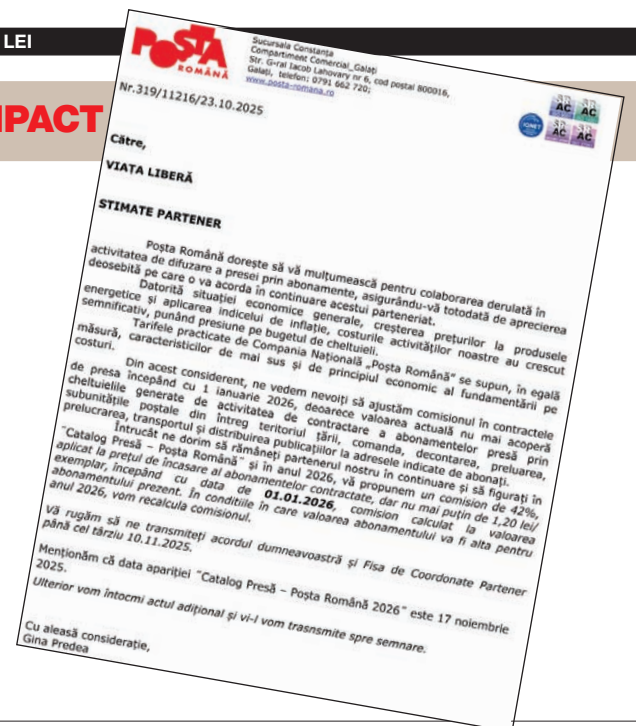 LEI
MPACT
POȘTA
ROMÂNĂ
Sucursala Constanța
Compartiment Comercial_Galați
Str. G-ral Iacob Lahovary nr 6, cod poștal 800016,
Galați, telefon: 0791 662 720;
www.posta-romana.ro
IQNET
AC
AC
AC
AC
Nr.319/11216/23.10.2025
Către,
VIAȚA LIBERĂ
STIMATE PARTENER
Poșta Română dorește să vă mulțumească pentru colaborarea derulată în
activitatea de difuzare a presei prin abonamente, asigurându-vă totodată de aprecierea
deosebită pe care o va acorda în continuare acestui parteneriat.
Datorită situației economice generale, creșterea prețurilor la produsele
energetice și aplicarea indicelui de inflație, costurile activităților noastre au crescut
semnificativ, punând presiune pe bugetul de cheltuieli.
Tarifele practicate de Compania Națională „Poșta Română” se supun, în egală
măsură, caracteristicilor de mai sus și de principiul economic al fundamentării pe
costuri.
Din acest considerent, ne vedem nevoiți să ajustăm comisionul în contractele
de presa începând cu 1 ianuarie 2026, deoarece valoarea actuală nu mai acoperă
cheltuielile generate de activitatea de contractare a abonamentelor presă prin
subunitățile poștale din întreg teritoriul țării, comanda, decontarea, preluarea,
prelucrarea, transportul și distribuirea publicațiilor la adresele indicate de abonați.
Întrucât ne dorim să rămâneți partenerul nostru în continuare și să figurați în
˝Catalog Presă – Poșta Română˝ și în anul 2026, vă propunem un comision de 42%,
aplicat la prețul de încasare al abonamentelor contractate, dar nu mai puțin de 1,20 lei/
exemplar, începând cu data de 01.01.2026, comision calculat la valoarea
abonamentului prezent. În conditiile în care valoarea abonamentului va fi alta pentru
anul 2026, vom recalcula comisionul.
Vă rugăm să ne transmiteți acordul dumneavoastră și Fisa de Coordonate Partener
până cel târziu 10.11.2025.
Menționăm că data apariției ˝Catalog Presă – Poșta Română 2026˝ este 17 noiembrie
2025.
Ulterior vom întocmi actul adițional și vi-l vom trasnsmite spre semnare.
Cu aleasă considerație,
Gina Predea